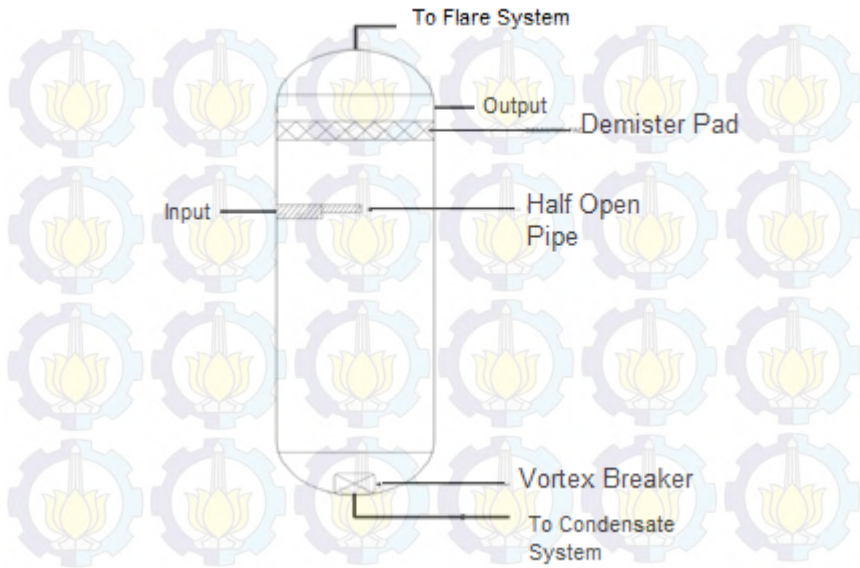 To Flare System
Output
Demister Pad
Input
Half Open
Pipe
Vortex Breaker
To Condensate
System